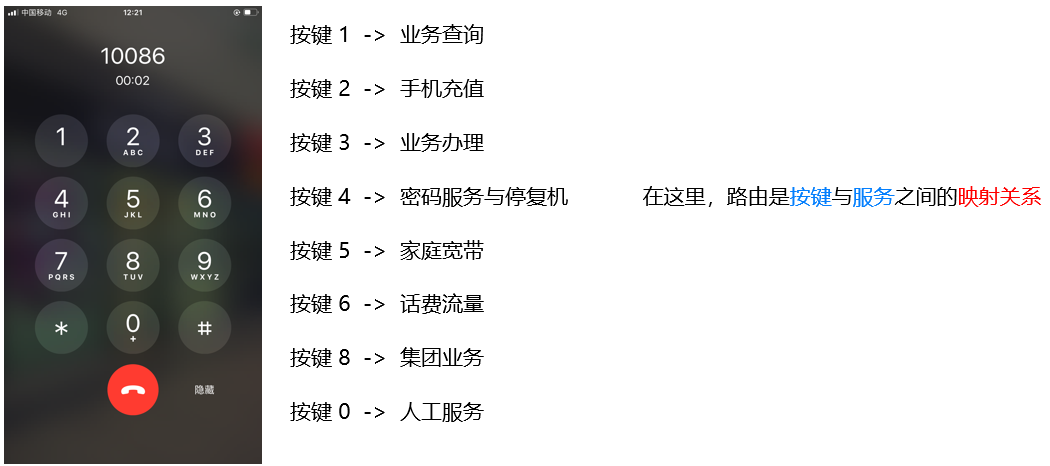 中国移动 4G 12:21
10086
00:02
1 2 ABC 3 DEF
4 GHI 5 JKL 6 MNO
7 PQRS 8 TUV 9 WXYZ
* 0 + #
隐藏
按键 1 -> 业务查询
按键 2 -> 手机充值
按键 3 -> 业务办理
按键 4 -> 密码服务与停复机
按键 5 -> 家庭宽带
按键 6 -> 话费流量
按键 8 -> 集团业务
按键 0 -> 人工服务
在这里，路由是按键与服务之间的映射关系